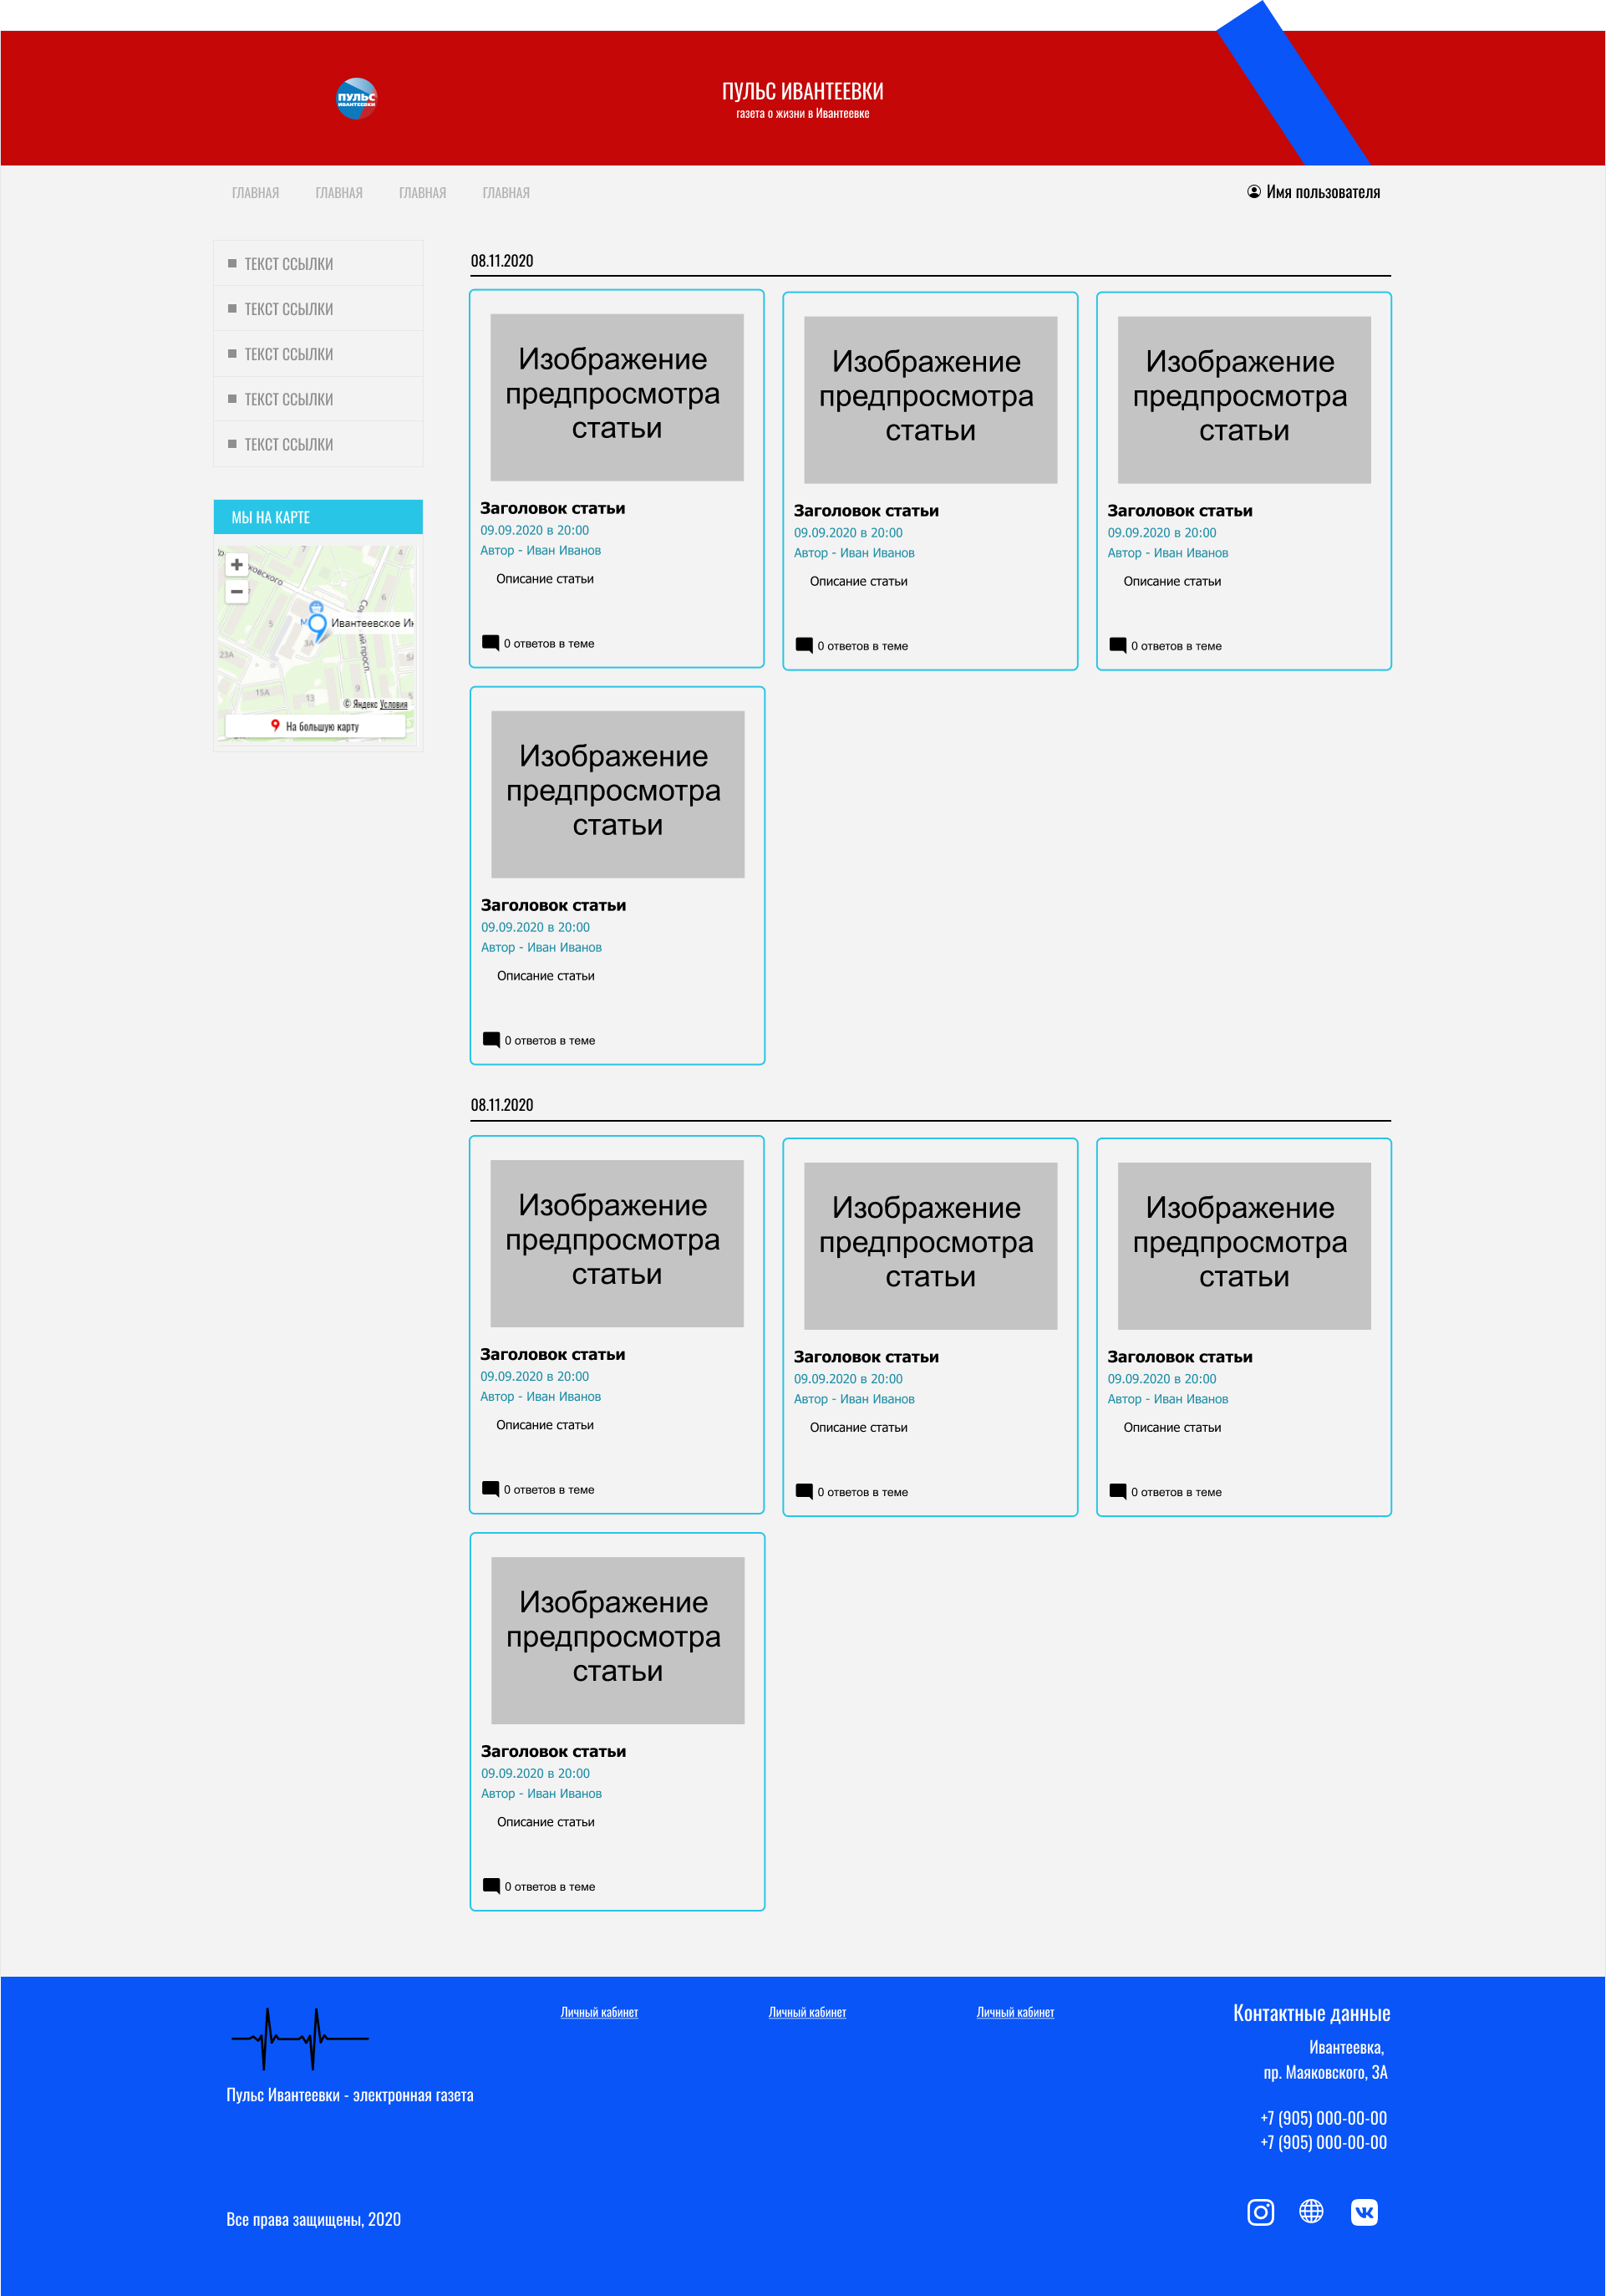 ПУЛЬС
ИВАНТЕЕВКИ
ПУЛЬС ИВАНТЕЕВКИ
газета о жизни в Ивантеевке
ГЛАВНАЯ ГЛАВНАЯ ГЛАВНАЯ ГЛАВНАЯ
Имя пользователя
ТЕКСТ ССЫЛКИ
ТЕКСТ ССЫЛКИ
ТЕКСТ ССЫЛКИ
ТЕКСТ ССЫЛКИ
ТЕКСТ ССЫЛКИ
МЫ НА КАРТЕ
7
4
6
5
3А
23А
9
15А
13
5
Ивантеевское Ин
© Яндекс Условия
На большую карту
08.11.2020
Изображение
предпросмотра
статьи
Заголовок статьи
09.09.2020 в 20:00
Автор - Иван Иванов
Описание статьи
0 ответов в теме
Изображение
предпросмотра
статьи
Заголовок статьи
09.09.2020 в 20:00
Автор - Иван Иванов
Описание статьи
0 ответов в теме
Изображение
предпросмотра
статьи
Заголовок статьи
09.09.2020 в 20:00
Автор - Иван Иванов
Описание статьи
0 ответов в теме
Изображение
предпросмотра
статьи
Заголовок статьи
09.09.2020 в 20:00
Автор - Иван Иванов
Описание статьи
0 ответов в теме
08.11.2020
Изображение
предпросмотра
статьи
Заголовок статьи
09.09.2020 в 20:00
Автор - Иван Иванов
Описание статьи
0 ответов в теме
Изображение
предпросмотра
статьи
Заголовок статьи
09.09.2020 в 20:00
Автор - Иван Иванов
Описание статьи
0 ответов в теме
Изображение
предпросмотра
статьи
Заголовок статьи
09.09.2020 в 20:00
Автор - Иван Иванов
Описание статьи
0 ответов в теме
Изображение
предпросмотра
статьи
Заголовок статьи
09.09.2020 в 20:00
Автор - Иван Иванов
Описание статьи
0 ответов в теме
Пульс Ивантеевки - электронная газета
Все права защищены, 2020
Личный кабинет
Личный кабинет
Личный кабинет
Контактные данные
Ивантеевка,
пр. Маяковского, 3А
+7 (905) 000-00-00
+7 (905) 000-00-00